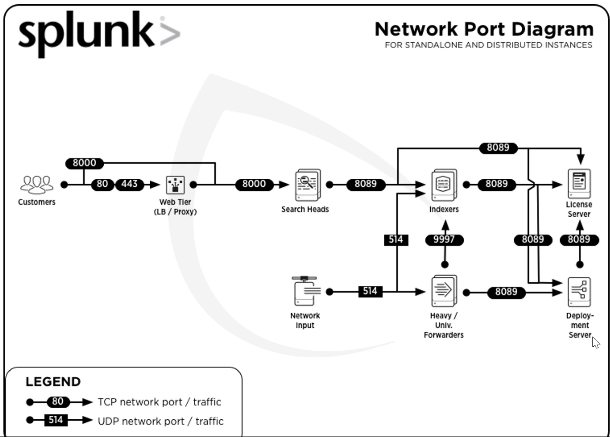 splunk>
Network Port Diagram
FOR STANDALONE AND DISTRIBUTED INSTANCES
8089
8000
80 443
8000
8089
8089
Customers
Web Tier
(LB / Proxy)
Search Heads
Indexers
License
Server
514
9997
8089
8089
514
8089
Network
Input
Heavy /
Univ.
Forwarders
Deploy-
ment
Server
LEGEND
80 TCP network port / traffic
514 UDP network port / traffic